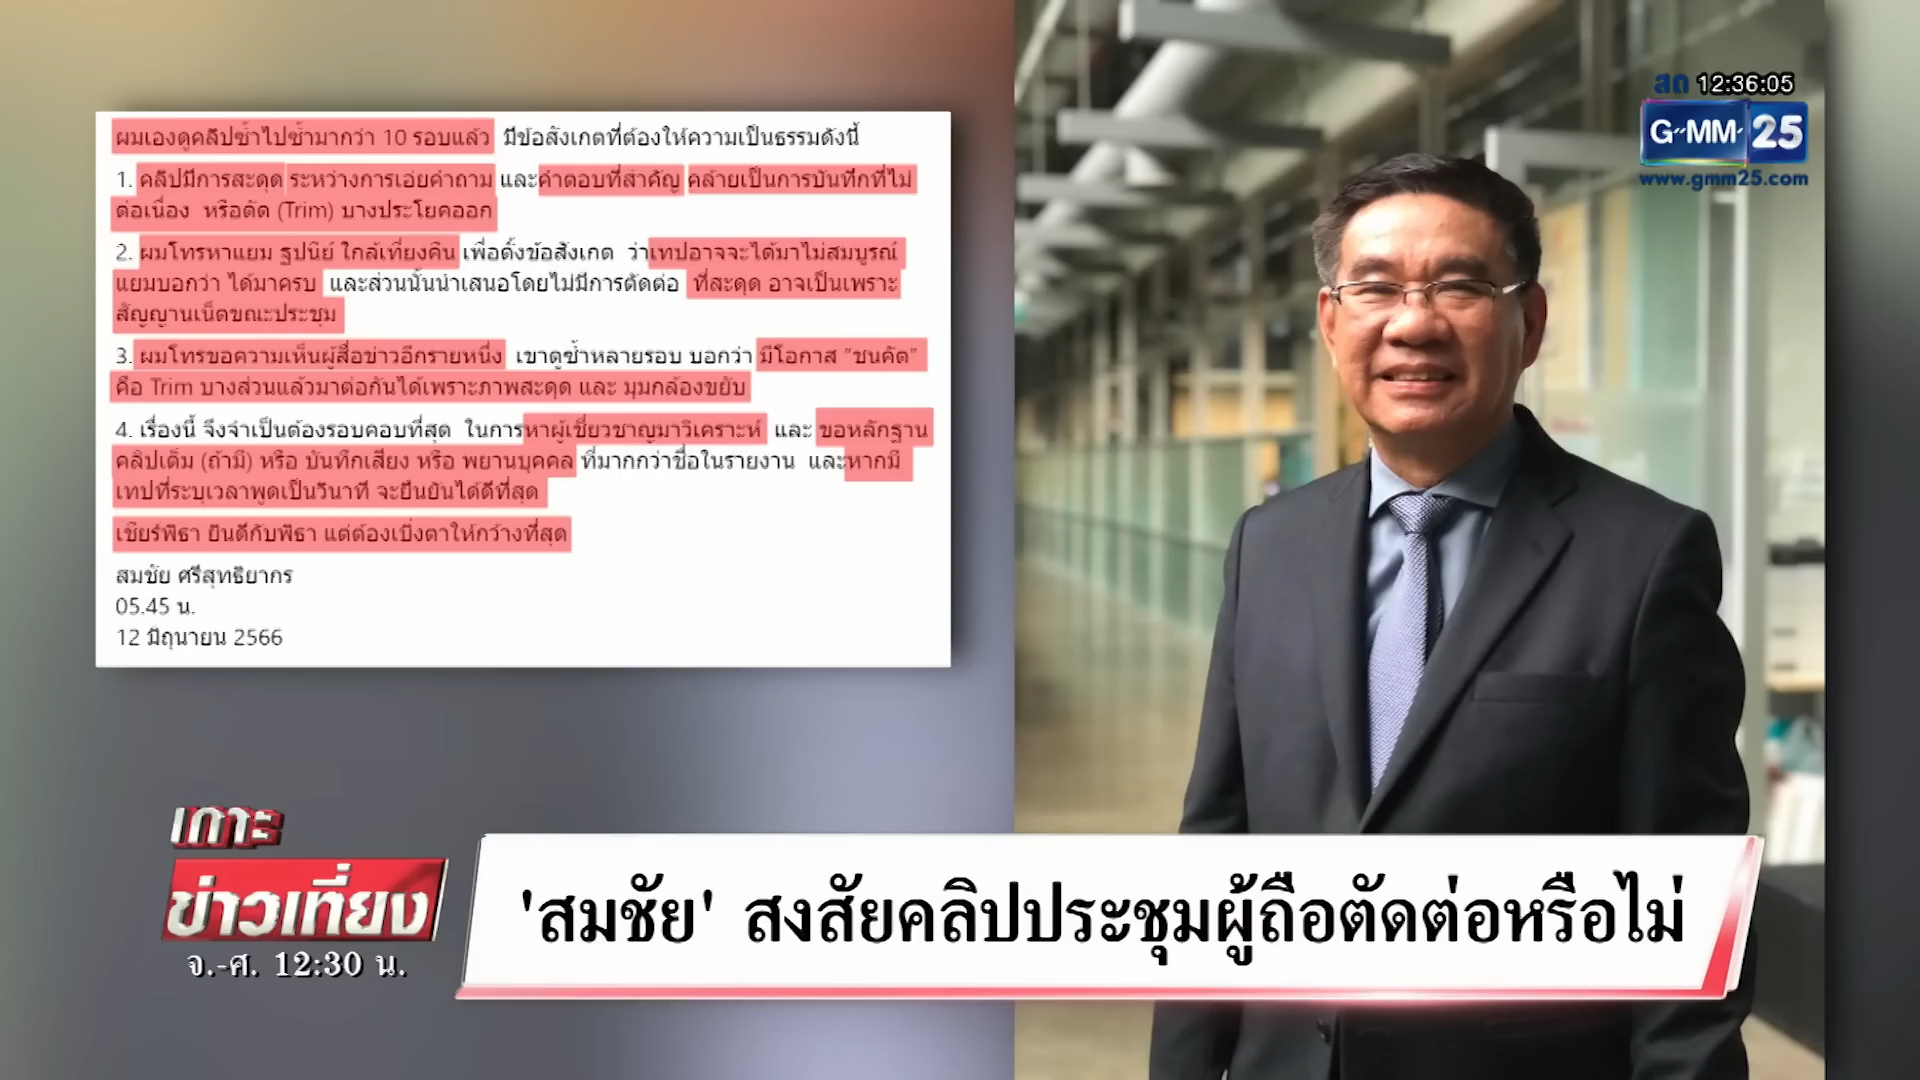 สด 12:36:05
GMM 25
www.gmm25.com
ผมเองดูคลิปซ้ำไปซ้ำมากว่า 10 รอบแล้ว มีข้อสังเกตที่ต้องให้ความเป็นธรรมดังนี้
1. คลิปมีการสะดุด ระหว่างการเอ่ยคำถาม และคำตอบที่สำคัญ คล้ายเป็นการบันทึกที่ไม่
ต่อเนื่อง หรือตัด (Trim) บางประโยคออก
2. ผมโทรหาแยม ฐปนีย์ ใกล้เที่ยงคืน เพื่อตั้งข้อสังเกต ว่าเทปอาจจะได้มาไม่สมบูรณ์
แยมบอกว่า ได้มาครบ และส่วนนั้นนำเสนอโดยไม่มีการตัดต่อ ที่สะดุด อาจเป็นเพราะ
สัญญานเน็ตขณะประชุม
3. ผมโทรขอความเห็นผู้สื่อข่าวอีกรายหนึ่ง เขาดูซ้ำหลายรอบ บอกว่า มีโอกาส "ชนคัต"
คือ Trim บางส่วนแล้วมาต่อกันได้เพราะภาพสะดุด และ มุมกล้องขยับ
4. เรื่องนี้ จึงจำเป็นต้องรอบคอบที่สุด ในการหาผู้เชี่ยวชาญมาวิเคราะห์ และ ขอหลักฐาน
คลิปเต็ม (ถ้ามี) หรือ บันทึกเสียง หรือ พยานบุคคล ที่มากกว่าชื่อในรายงาน และหากมี
เทปที่ระบุเวลาพูดเป็นวินาที จะยืนยันได้ดีที่สุด
เชียร์พิธา ยินดีกับพิธา แต่ต้องเบิ่งตาให้กว้างที่สุด
สมชัย ศรีสุทธิยากร
05.45 น.
12 มิถุนายน 2566
เกาะ
ข่าวเที่ยง
จ.-ศ. 12:30 น.
'สมชัย' สงสัยคลิปประชุมผู้ถือตัดต่อหรือไม่